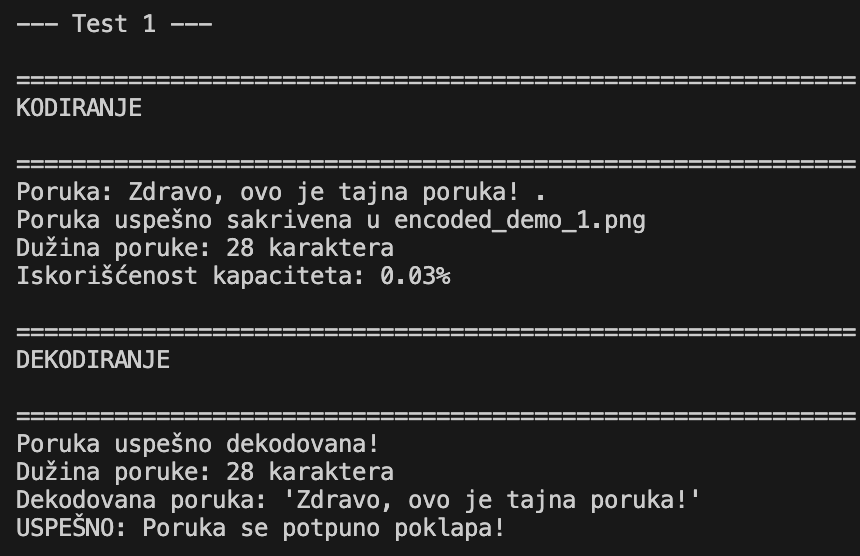 --- Test 1 ---
============================================================
KODIRANJE
============================================================
Poruka: Zdravo, ovo je tajna poruka! .
Poruka uspešno sakrivena u encoded_demo_1.png
Dužina poruke: 28 karaktera
Iskorišćenost kapaciteta: 0.03%
============================================================
DEKODIRANJE
============================================================
Poruka uspešno dekodovana!
Dužina poruke: 28 karaktera
Dekodovana poruka: 'Zdravo, ovo je tajna poruka!'
USPEŠNO: Poruka se potpuno poklapa!